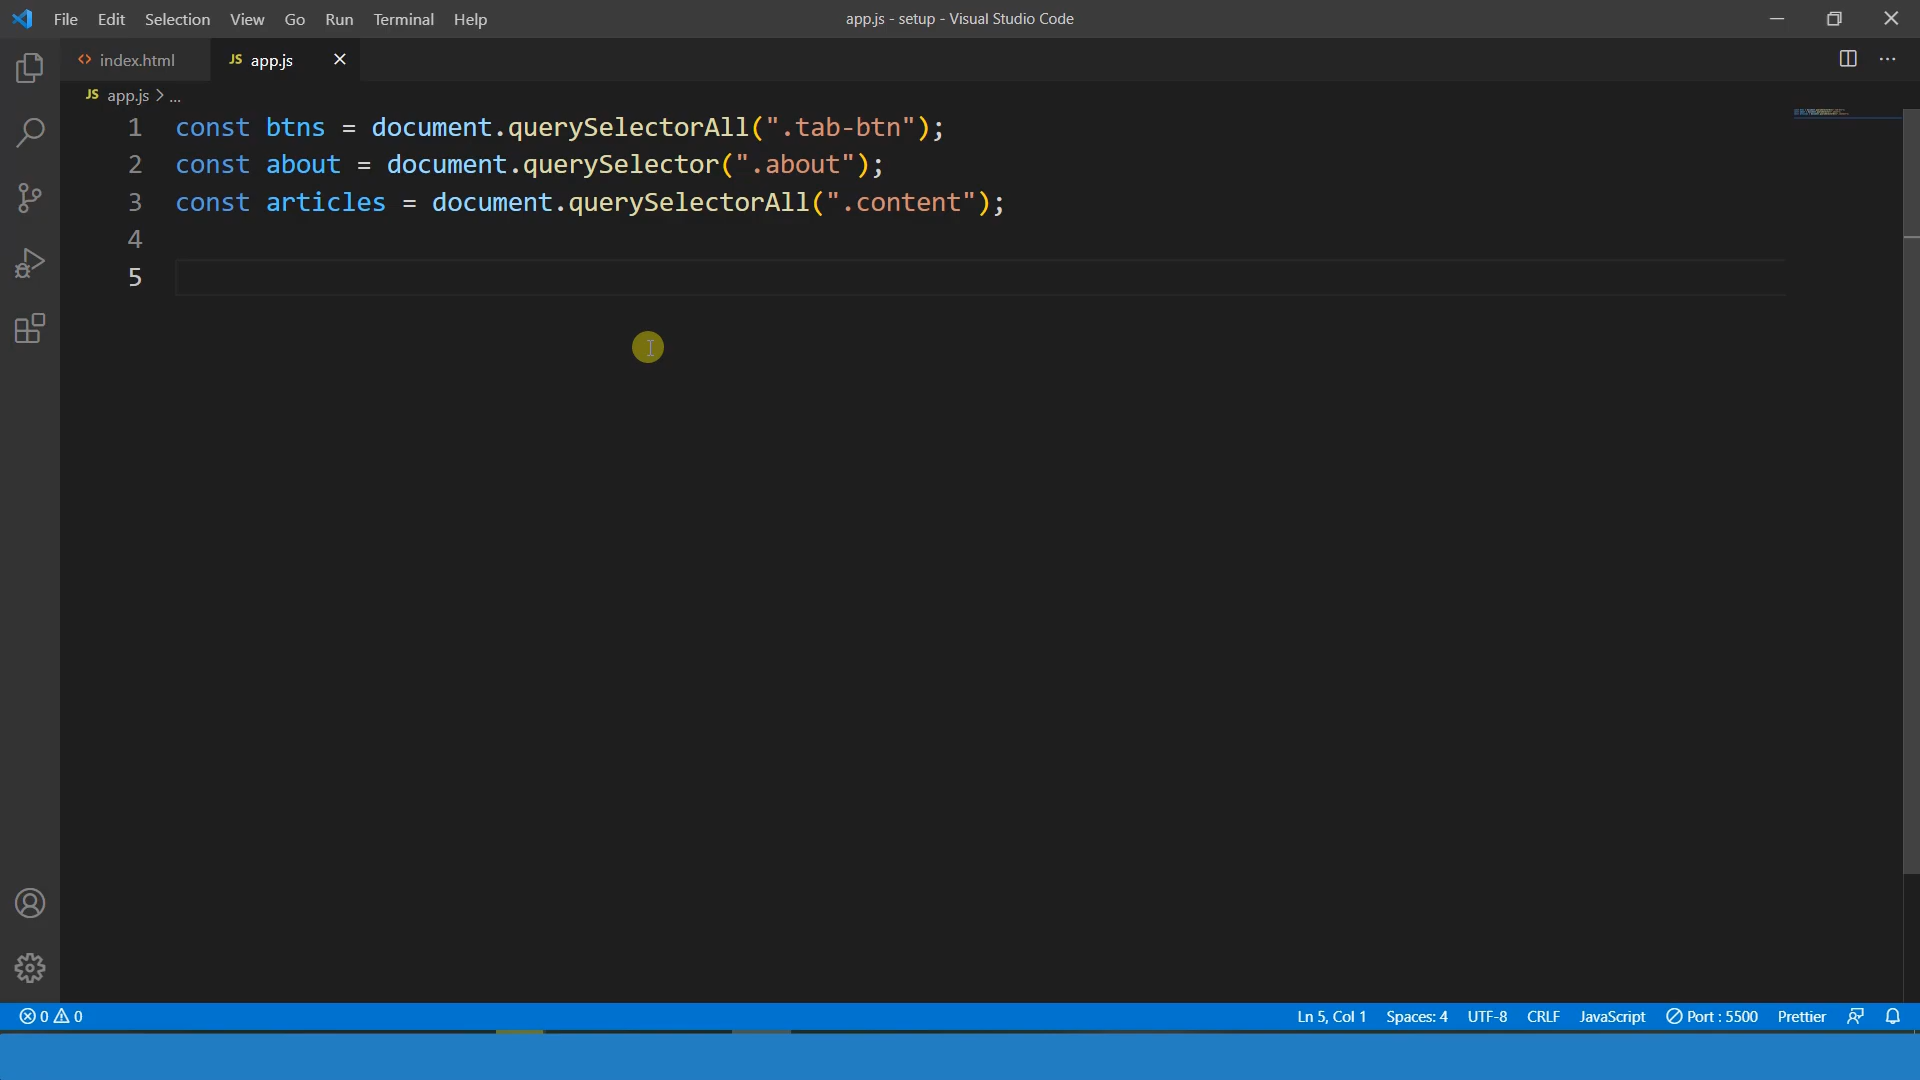 File Edit Selection View Go Run Terminal Help
app.js - setup - Visual Studio Code
index.html
JS app.js
JS app.js > ...
1 const btns = document.querySelectorAll(".tab-btn");
2 const about = document.querySelector(".about");
3 const articles = document.querySelectorAll(".content");
4
5
0 0
Ln 5, Col 1 Spaces: 4 UTF-8 CRLF JavaScript Port : 5500 Prettier